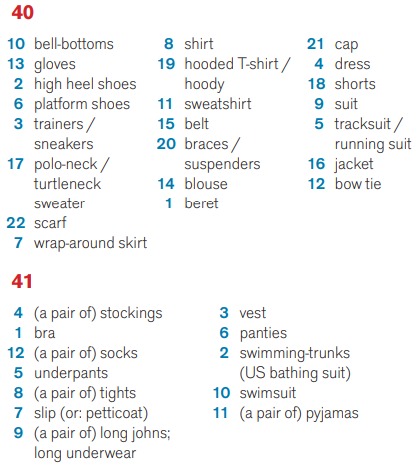 40
10 bell-bottoms
13 gloves
2 high heel shoes
6 platform shoes
3 trainers /
sneakers
17 polo-neck /
turtleneck
sweater
22 scarf
7 wrap-around skirt
8 shirt
19 hooded T-shirt /
hoody
11 sweatshirt
15 belt
20 braces /
suspenders
14 blouse
1 beret
21 cap
4 dress
18 shorts
9 suit
5 tracksuit /
running suit
16 jacket
12 bow tie
41
4 (a pair of) stockings
1 bra
12 (a pair of) socks
5 underpants
8 (a pair of) tights
7 slip (or: petticoat)
9 (a pair of) long johns;
long underwear
3 vest
6 panties
2 swimming-trunks
(US bathing suit)
10 swimsuit
11 (a pair of) pyjamas